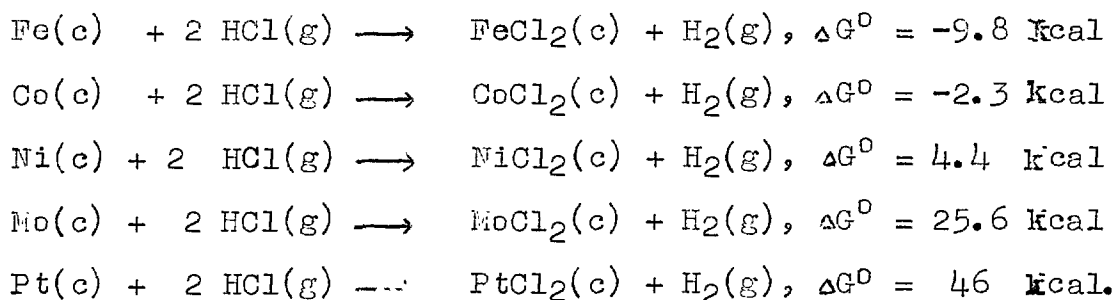 Fe(c) + 2 HCl(g) ⟶ FeCl₂(c) + H₂(g), ΔG° = -9.8 kcal
Co(c) + 2 HCl(g) ⟶ CoCl₂(c) + H₂(g), ΔG° = -2.3 kcal
Ni(c) + 2 HCl(g) ⟶ NiCl₂(c) + H₂(g), ΔG° = 4.4 kcal
Mo(c) + 2 HCl(g) ⟶ MoCl₂(c) + H₂(g), ΔG° = 25.6 kcal
Pt(c) + 2 HCl(g) ---- PtCl₂(c) + H₂(g), ΔG° = 46 kcal.